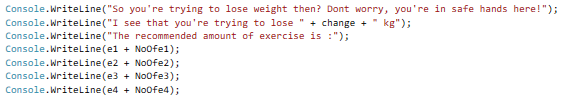 Console.WriteLine("So you're trying to lose weight then? Dont worry, you're in safe hands here!");
Console.WriteLine("I see that you're trying to lose " + change + " kg");
Console.WriteLine("The recommended amount of exercise is :");
Console.WriteLine(e1 + NoOfe1);
Console.WriteLine(e2 + NoOfe2);
Console.WriteLine(e3 + NoOfe3);
Console.WriteLine(e4 + NoOfe4);